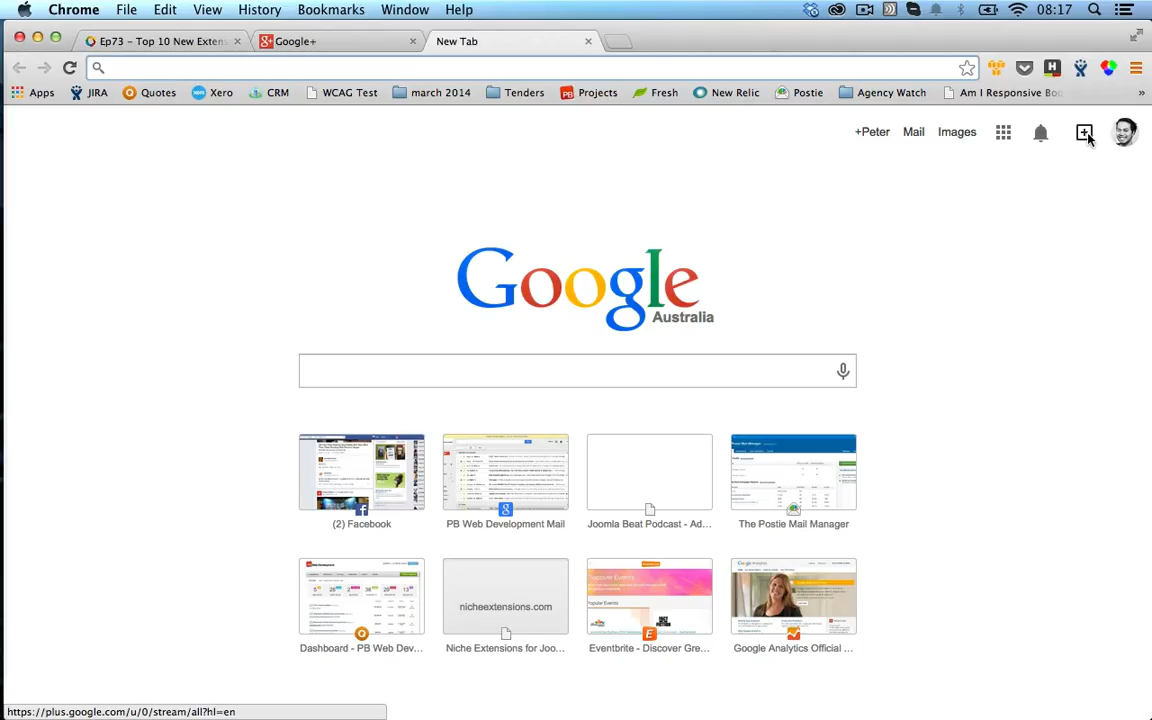 Chrome File Edit View History Bookmarks Window Help 08:17
Ep73 – Top 10 New Exten Google+ New Tab
Apps JIRA Quotes Xero CRM WCAG Test march 2014 Tenders Projects Fresh New Relic Postie Agency Watch Am I Responsive Boo »
+Peter Mail Images
Google
Australia
(2) Facebook PB Web Development Mail Joomla Beat Podcast - Ad... The Postie Mail Manager
nicheextensions.com
Dashboard - PB Web Dev... Niche Extensions for Joo... Eventbrite - Discover Gre... Google Analytics Official ...
https://plus.google.com/u/0/stream/all?hl=en